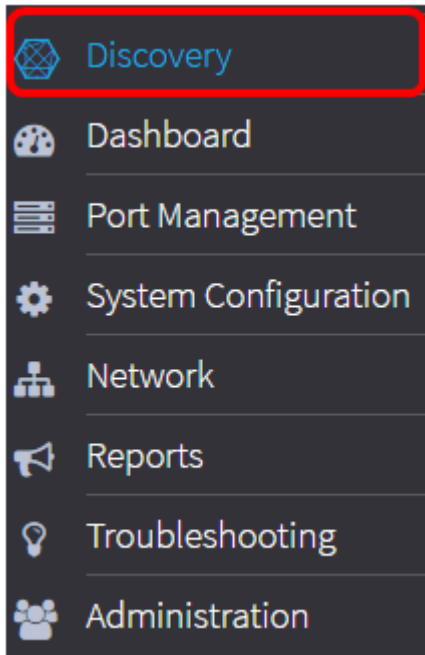 Discovery
Dashboard
Port Management
System Configuration
Network
Reports
Troubleshooting
Administration